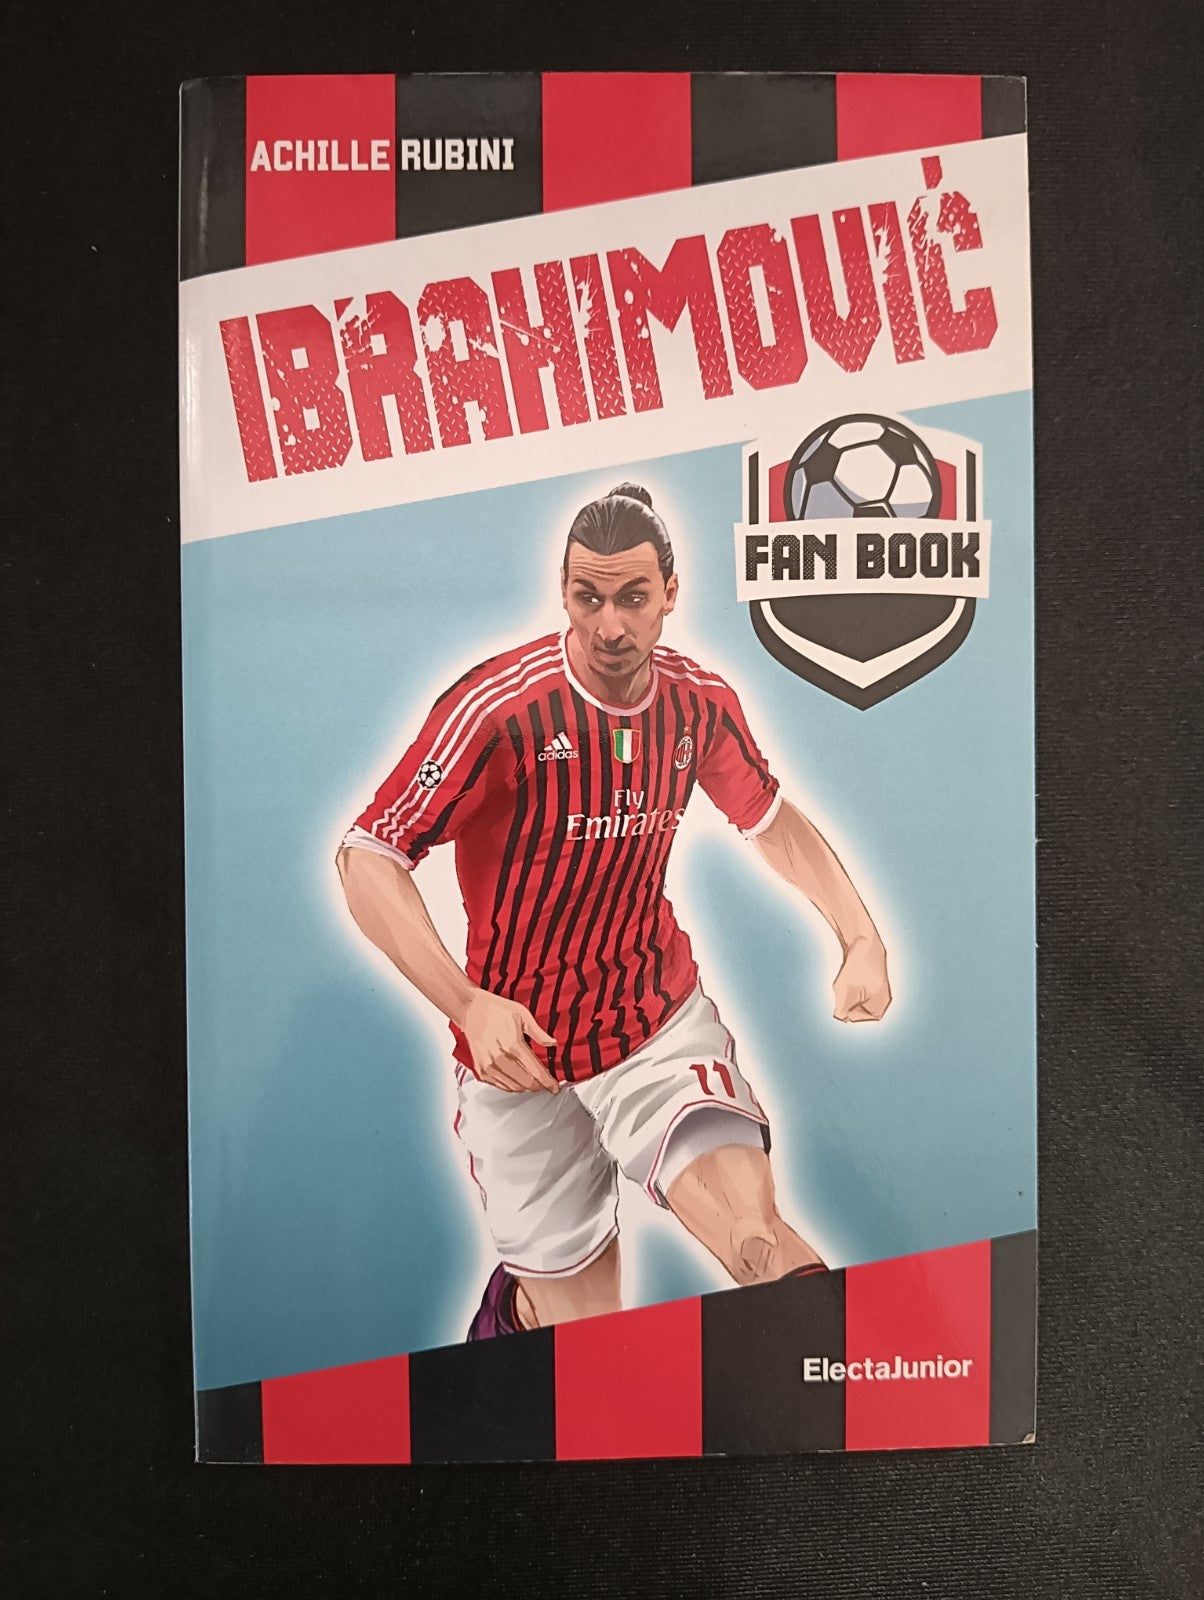 ACHILLE RUBINI
IBRAHIMOVIĆ
FAN BOOK
adidas
Fly
Emirates
11
ElectaJunior